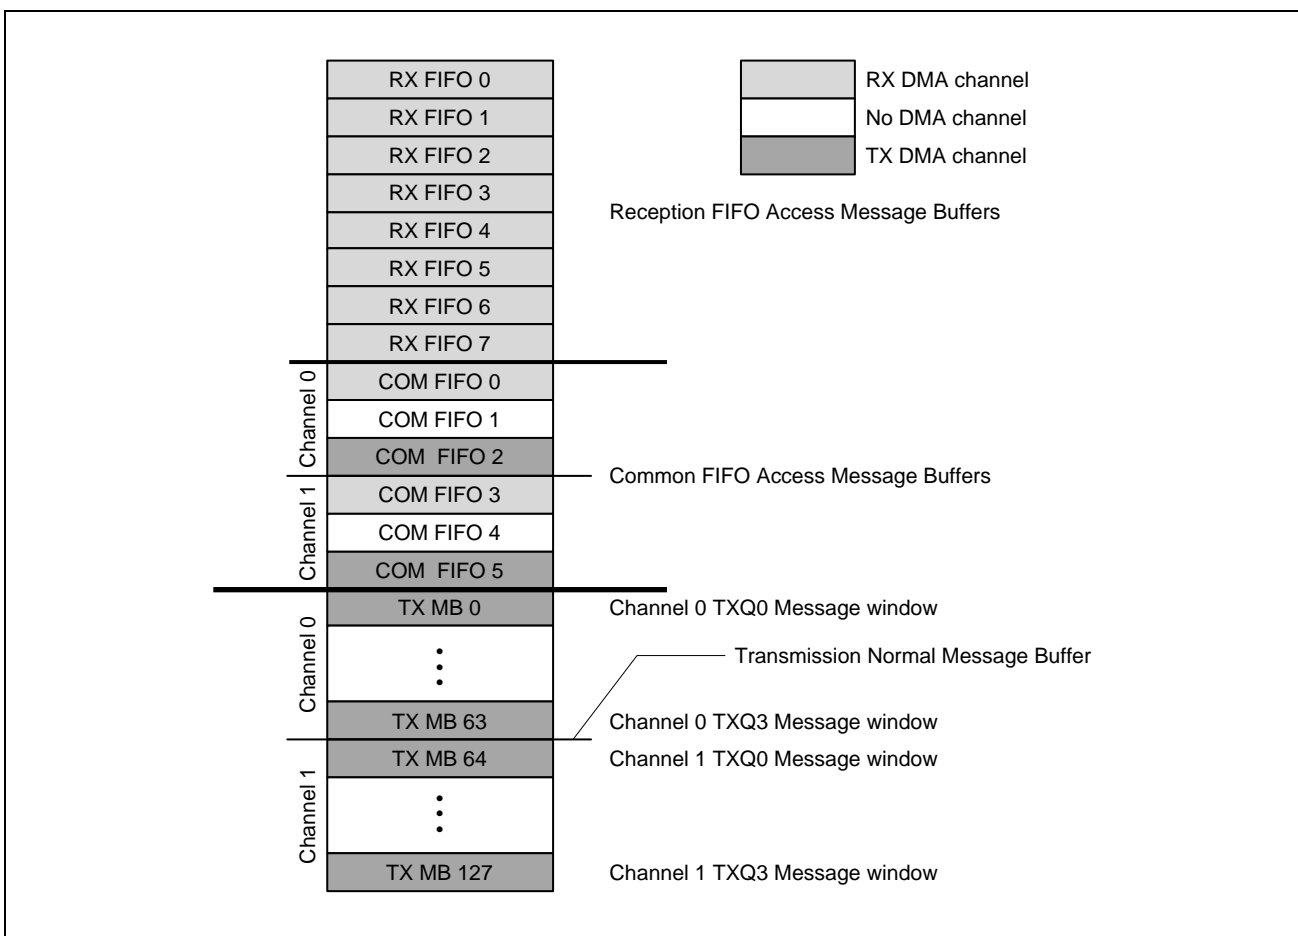 RX FIFO 0
RX FIFO 1
RX FIFO 2
RX FIFO 3
RX FIFO 4
RX FIFO 5
RX FIFO 6
RX FIFO 7
RX DMA channel
No DMA channel
TX DMA channel
Reception FIFO Access Message Buffers
Channel 0
COM FIFO 0
COM FIFO 1
COM FIFO 2
Common FIFO Access Message Buffers
Channel 1
COM FIFO 3
COM FIFO 4
COM FIFO 5
Channel 0
TX MB 0
Channel 0 TXQ0 Message window
Transmission Normal Message Buffer
TX MB 63
Channel 0 TXQ3 Message window
Channel 1
TX MB 64
Channel 1 TXQ0 Message window
TX MB 127
Channel 1 TXQ3 Message window